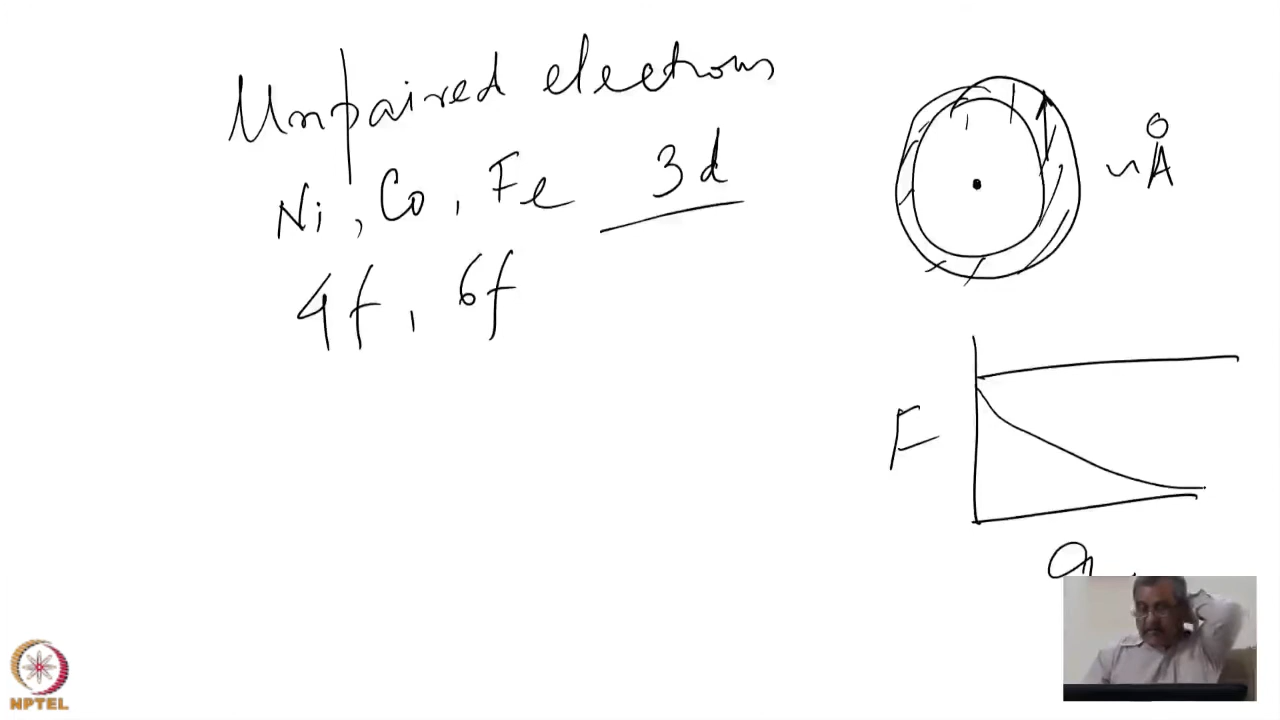 Unpaired electrons
Ni, Co, Fe 3d
4f, 6f
~Å
F
Q
NPTEL